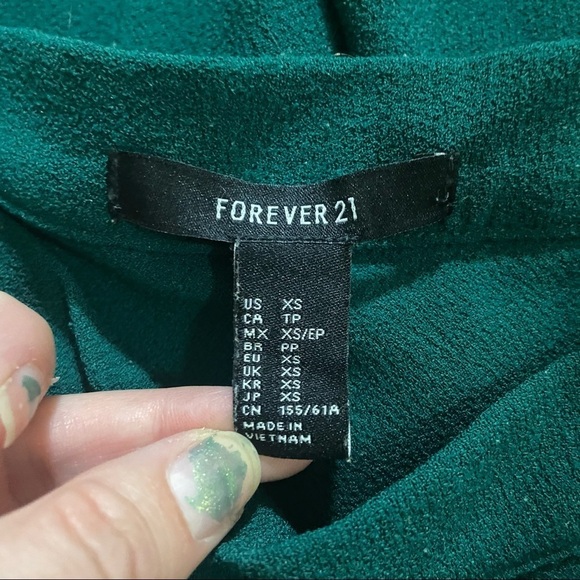 FOREVER 21
US XS
CA TP
MX XS/EP
BR PP
EU XS
UK XS
KR XS
JP XS
CN 155/61A
MADE IN
VIETNAM